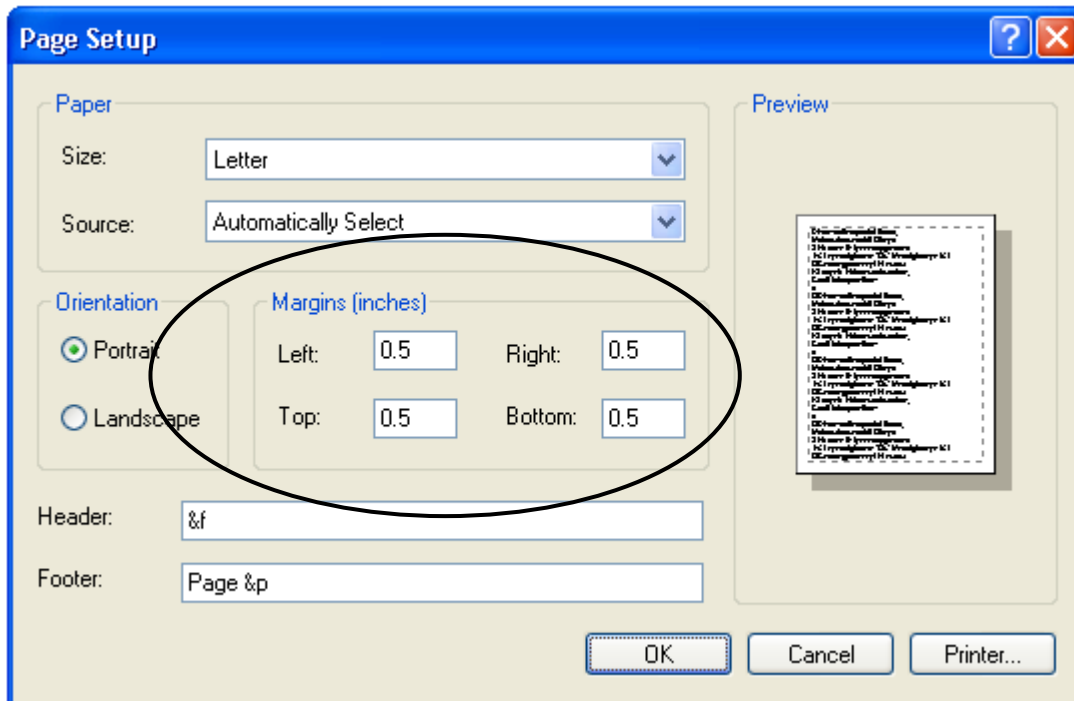 Page Setup
Paper
Preview
Size: Letter
Source: Automatically Select
Orientation
Margins (inches)
Portrait
Left: 0.5 Right: 0.5
Landscape
Top: 0.5 Bottom: 0.5
Header: &f
Footer: Page &p
OK Cancel Printer...